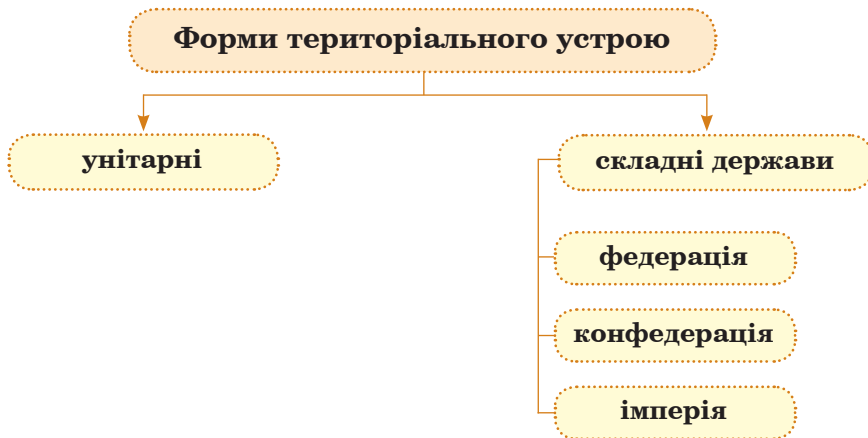 Форми територіального устрою
унітарні
складні держави
федерація
конфедерація
імперія